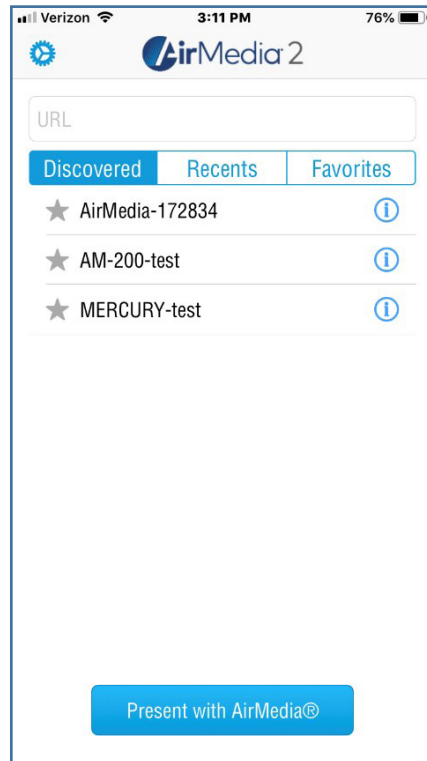 Verizon 3:11 PM 76%
AirMedia 2
URL
Discovered Recents Favorites
AirMedia-172834
AM-200-test
MERCURY-test
Present with AirMedia®